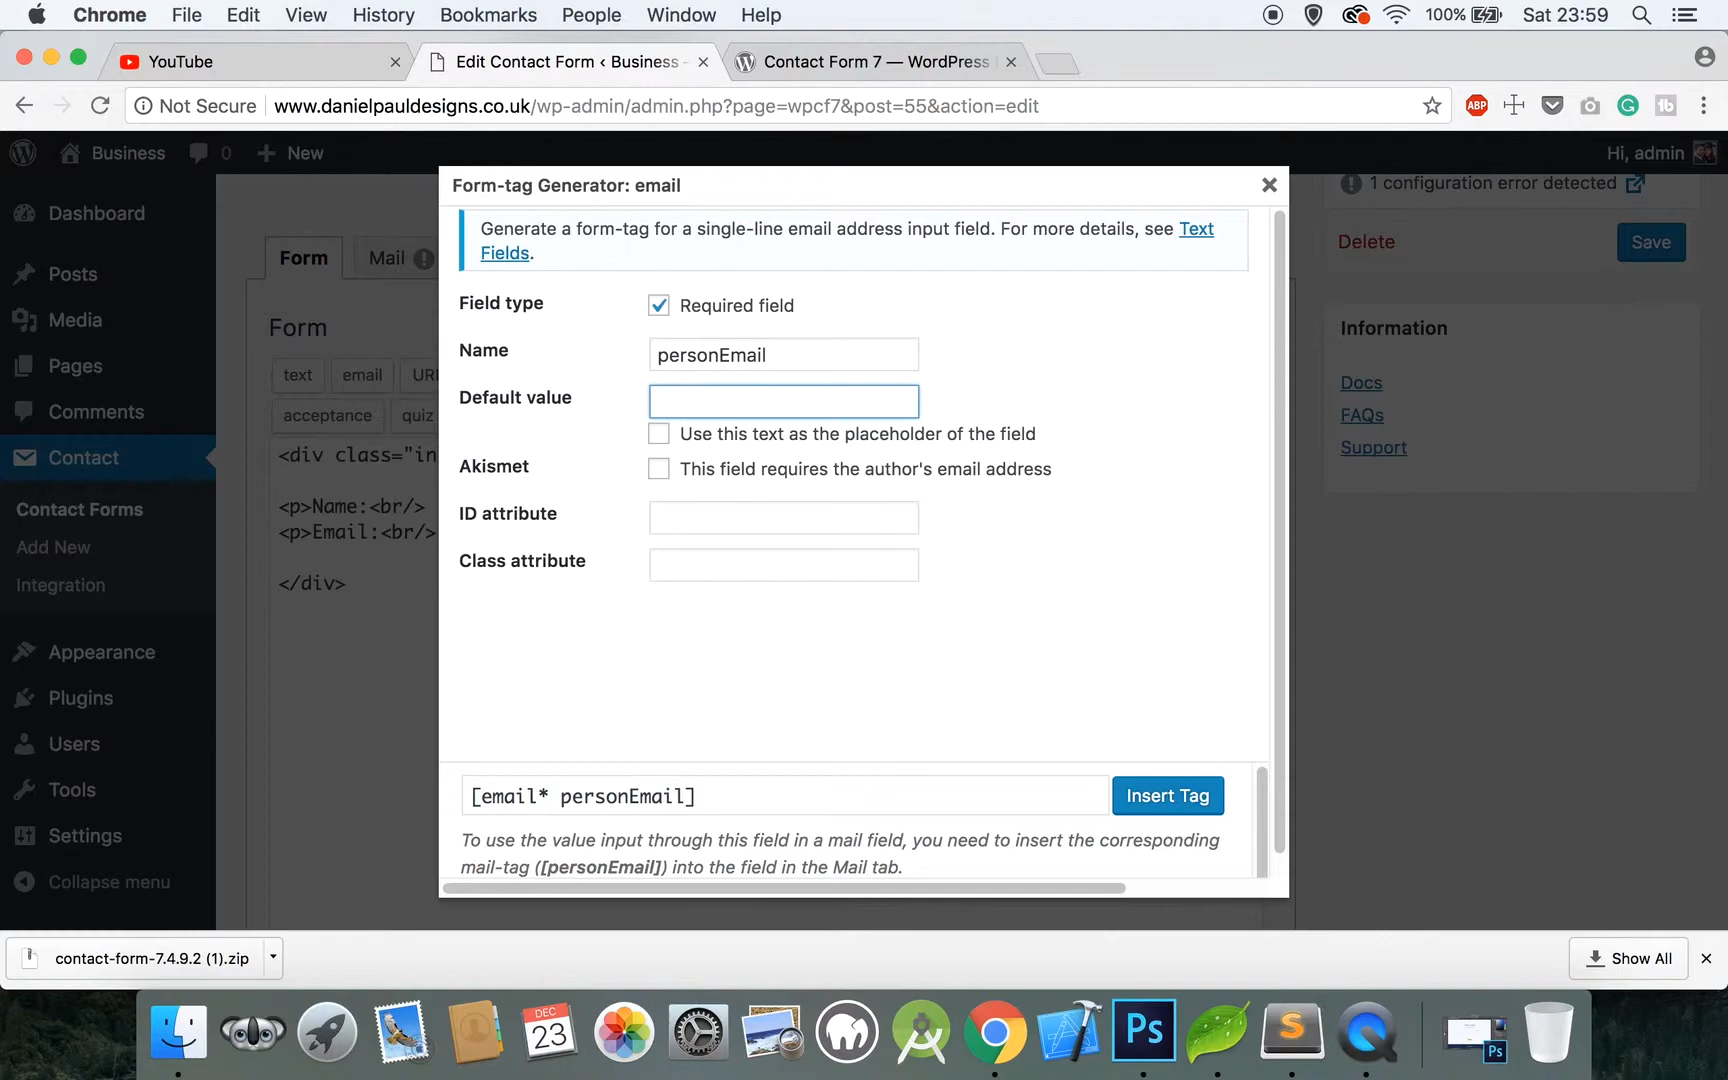 Chrome File Edit View History Bookmarks People Window Help 100% Sat 23:59
YouTube Edit Contact Form ‹ Business - Contact Form 7 — WordPress
Not Secure www.danielpauldesigns.co.uk/wp-admin/admin.php?page=wpcf7&post=55&action=edit ABP G tb
Business 0 New Hi, admin
Dashboard
Posts
Media
Pages
Comments
Contact
Contact Forms
Add New
Integration
Appearance
Plugins
Users
Tools
Settings
Collapse menu
Form Mail
Form
text email URL
acceptance quiz
<div class="in
<p>Name:<br/>
<p>Email:<br/>
</div>
Form-tag Generator: email
Generate a form-tag for a single-line email address input field. For more details, see Text
Fields.
Field type Required field
Name personEmail
Default value
Use this text as the placeholder of the field
Akismet This field requires the author's email address
ID attribute
Class attribute
[email* personEmail] Insert Tag
To use the value input through this field in a mail field, you need to insert the corresponding
mail-tag ([personEmail]) into the field in the Mail tab.
1 configuration error detected
Delete Save
Information
Docs
FAQs
Support
contact-form-7.4.9.2 (1).zip Show All
DEC
23
Ps
S
Ps